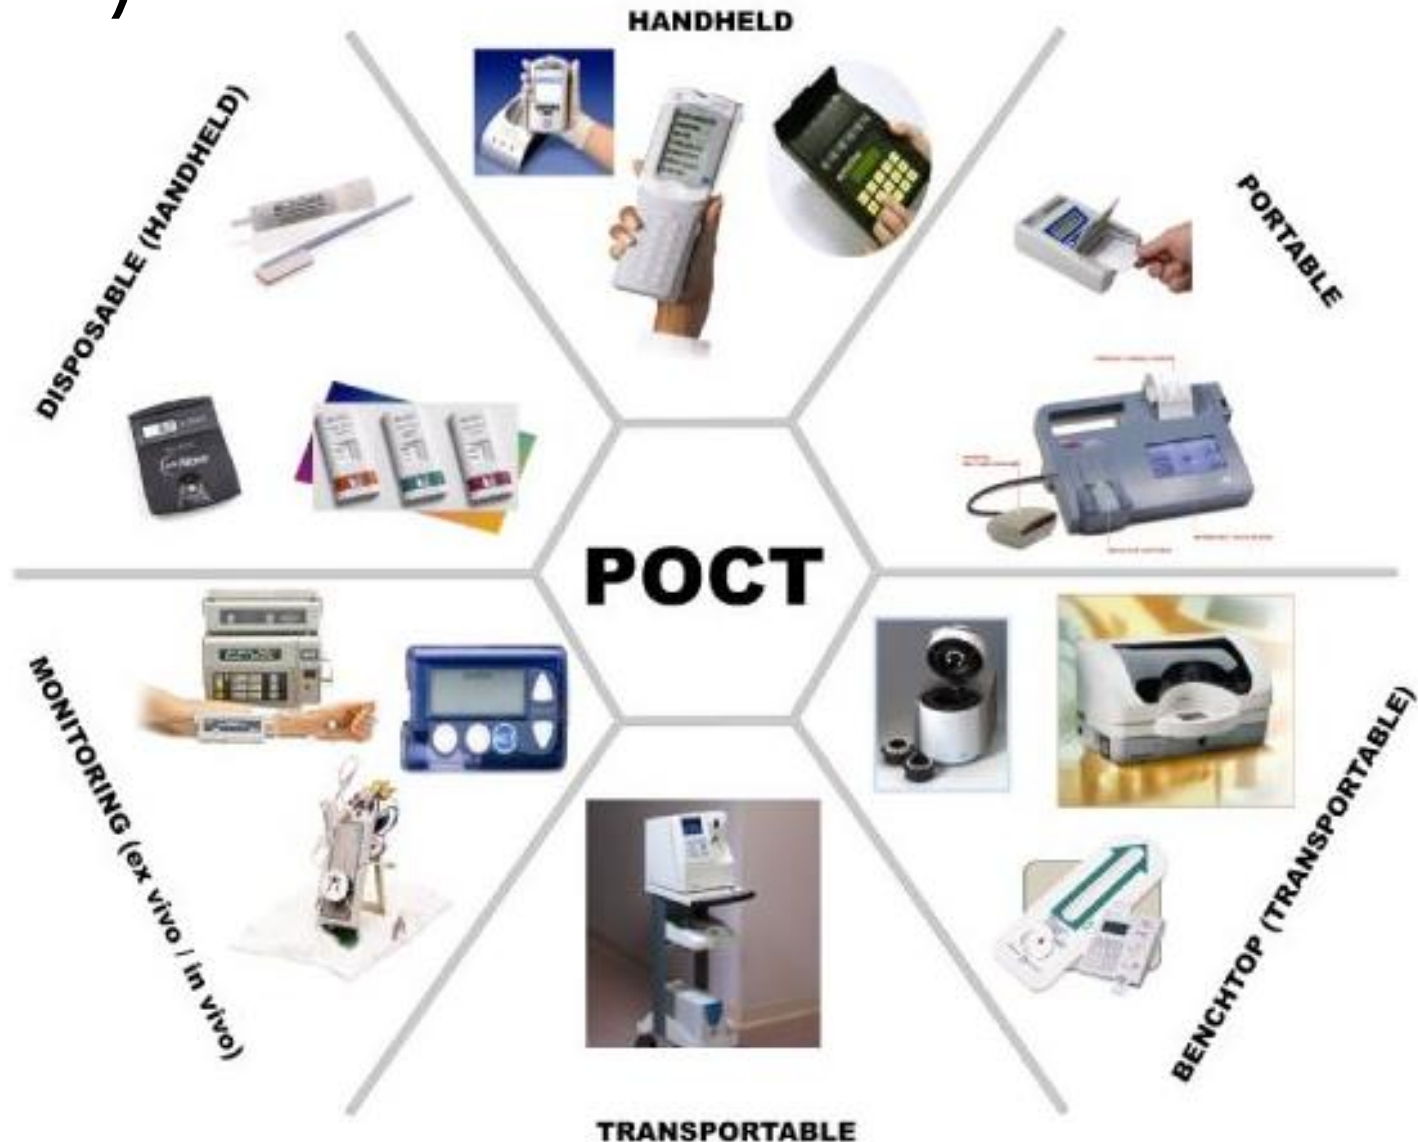 )
HANDHELD
DISPOSABLE (HANDHELD)
PORTABLE
POCT
MONITORING (ex vivo / in vivo)
BENCHTOP (TRANSPORTABLE)
TRANSPORTABLE